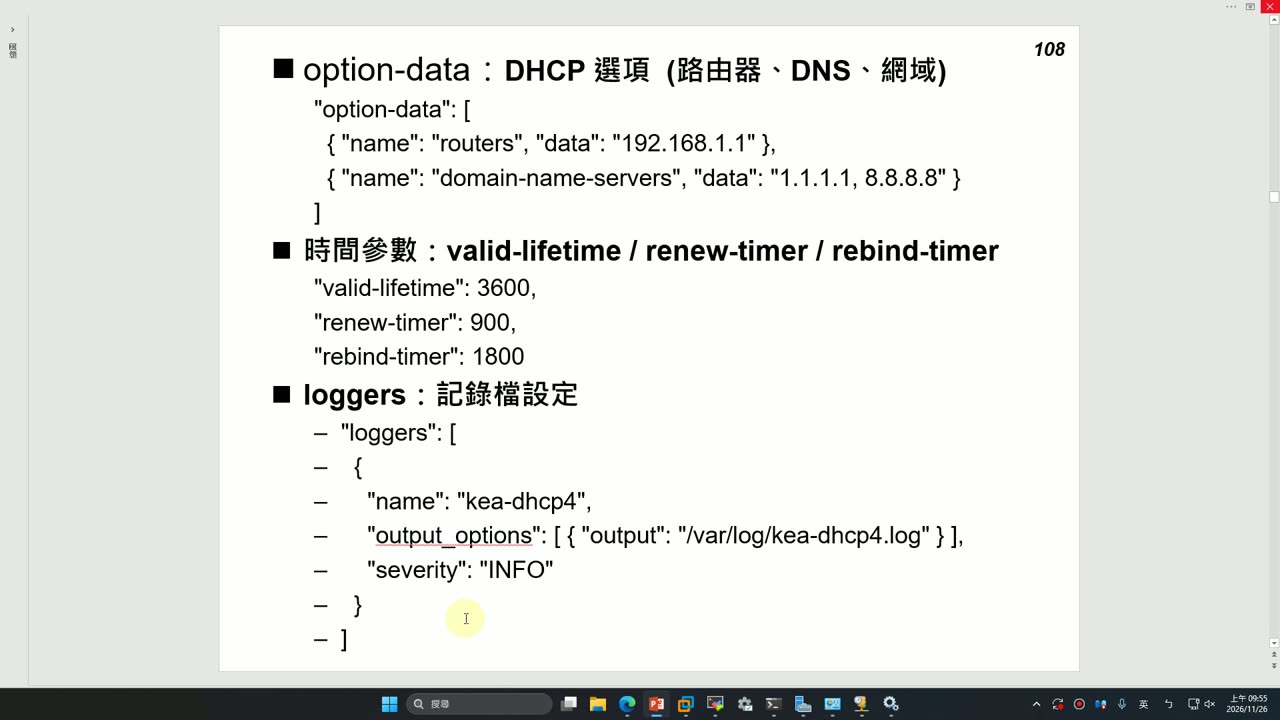 108
■ option-data：DHCP 選項 (路由器、DNS、網域)
"option-data": [
{ "name": "routers", "data": "192.168.1.1" },
{ "name": "domain-name-servers", "data": "1.1.1.1, 8.8.8.8" }
]
■ 時間參數：valid-lifetime / renew-timer / rebind-timer
"valid-lifetime": 3600,
"renew-timer": 900,
"rebind-timer": 1800
■ loggers：記錄檔設定
– "loggers": [
– {
– "name": "kea-dhcp4",
– "output_options": [ { "output": "/var/log/kea-dhcp4.log" } ],
– "severity": "INFO"
– }
– ]
搜尋
英
上午 09:55
2026/11/26